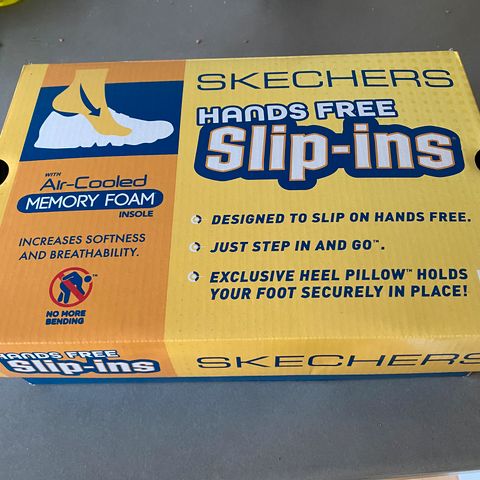 SKECHERS
HANDS FREE
Slip-ins
WITH
Air-Cooled
MEMORY FOAM
INSOLE
INCREASES SOFTNESS
AND BREATHABILITY.
TM
NO MORE
BENDING
DESIGNED TO SLIP ON HANDS FREE.
JUST STEP IN AND GO™.
EXCLUSIVE HEEL PILLOW™ HOLDS
YOUR FOOT SECURELY IN PLACE!
HANDS FREE
Slip-ins
SKECHERS